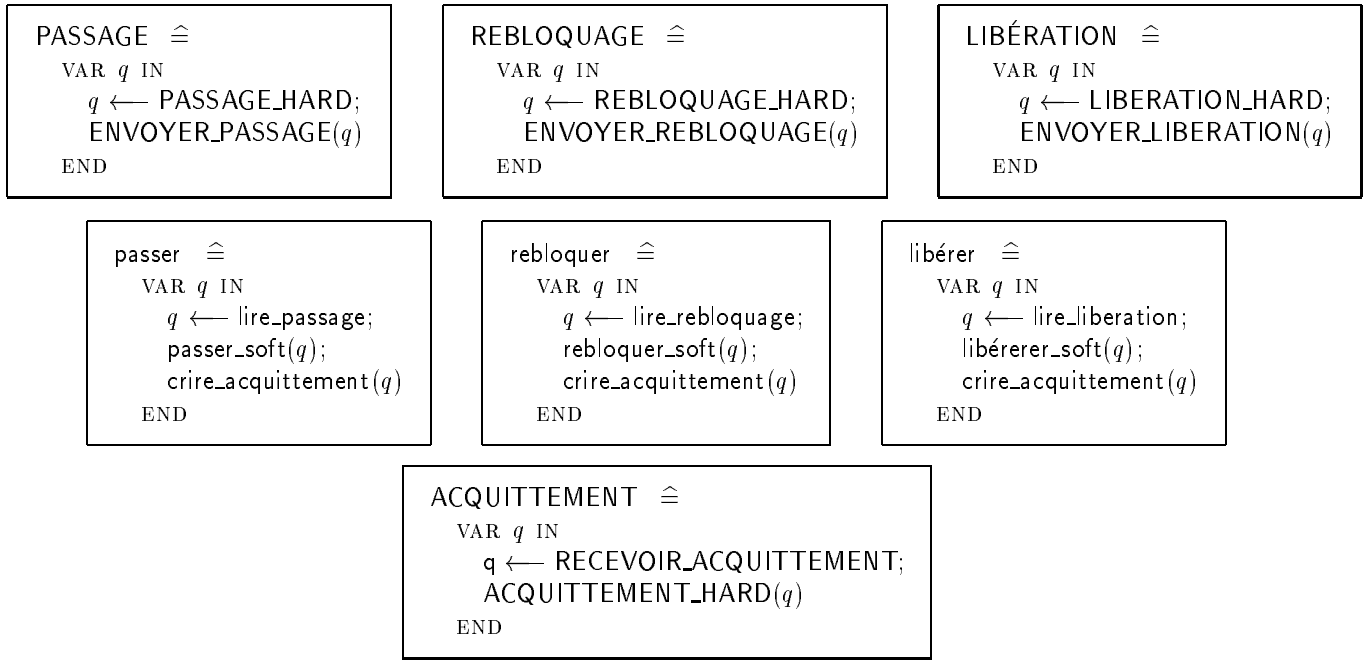 PASSAGE ≙
VAR q IN
q ⟵ PASSAGE_HARD;
ENVOYER_PASSAGE(q)
END
REBLOQUAGE ≙
VAR q IN
q ⟵ REBLOQUAGE_HARD;
ENVOYER_REBLOQUAGE(q)
END
LIBÉRATION ≙
VAR q IN
q ⟵ LIBERATION_HARD;
ENVOYER_LIBERATION(q)
END
passer ≙
VAR q IN
q ⟵ lire_passage;
passer_soft(q);
crire_acquittement(q)
END
rebloquer ≙
VAR q IN
q ⟵ lire_rebloquage;
rebloquer_soft(q);
crire_acquittement(q)
END
libérer ≙
VAR q IN
q ⟵ lire_liberation;
libérerer_soft(q);
crire_acquittement(q)
END
ACQUITTEMENT ≙
VAR q IN
q ⟵ RECEVOIR_ACQUITTEMENT;
ACQUITTEMENT_HARD(q)
END